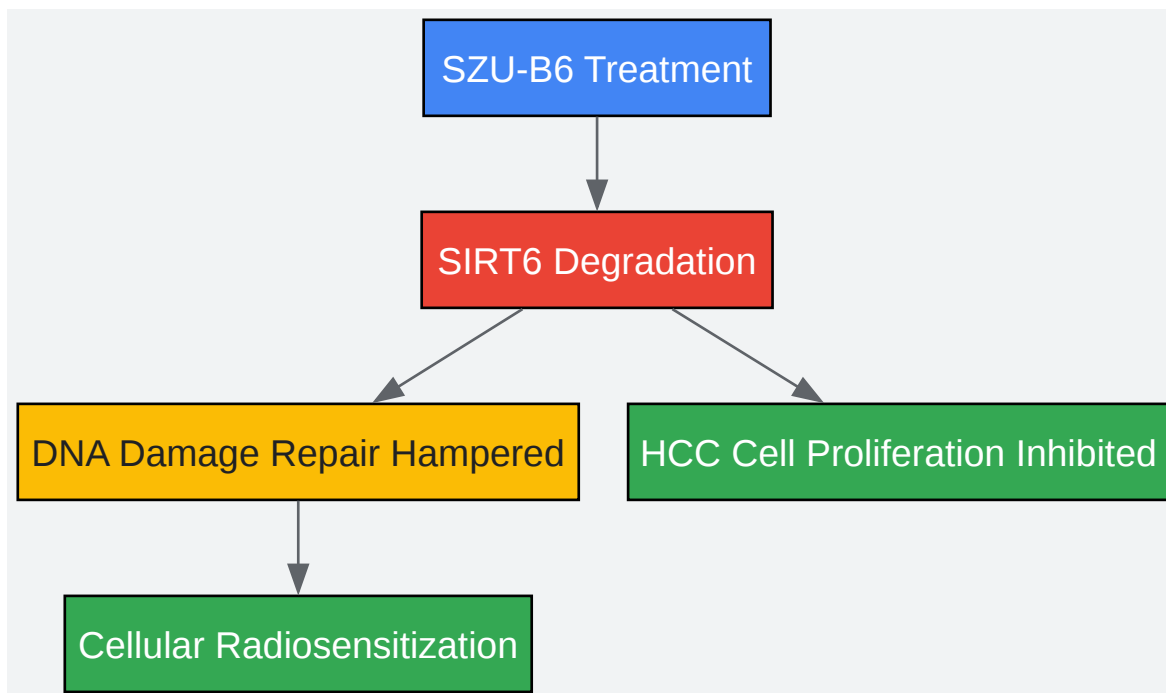 SZU-B6 Treatment
SIRT6 Degradation
DNA Damage Repair Hampered
HCC Cell Proliferation Inhibited
Cellular Radiosensitization